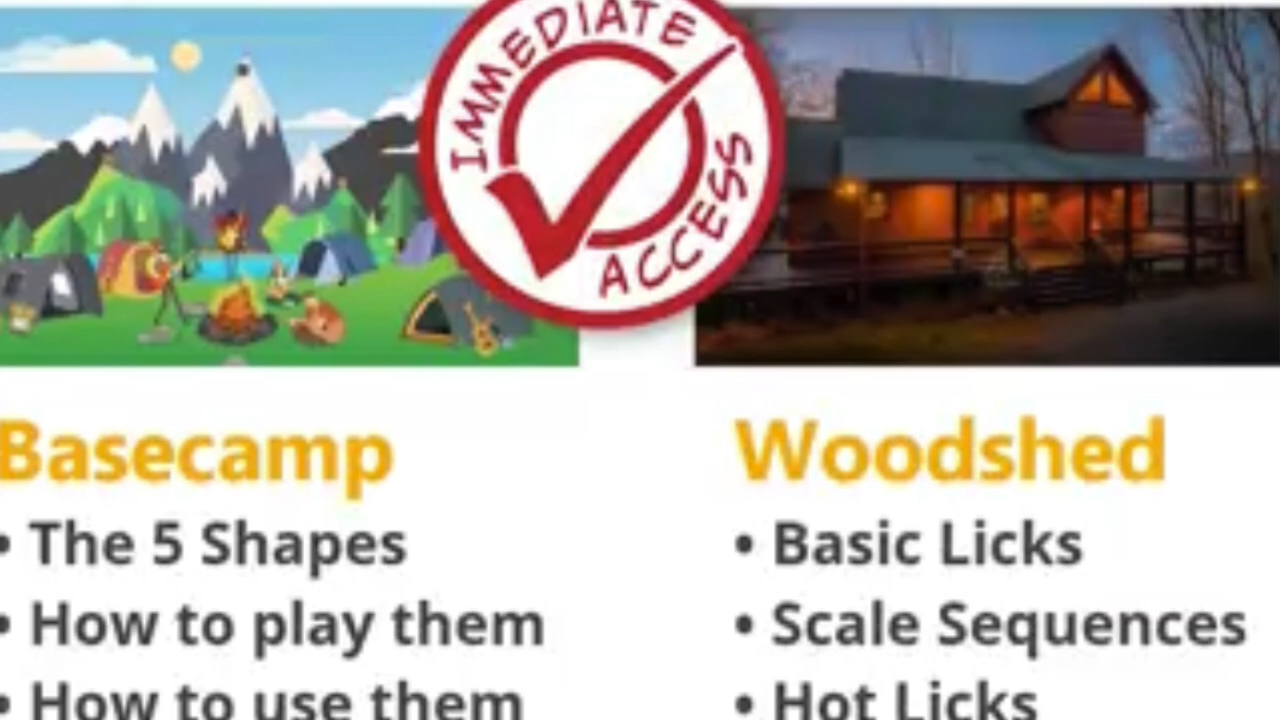 IMMEDIATE
ACCESS
Basecamp
• The 5 Shapes
• How to play them
• How to use them
Woodshed
• Basic Licks
• Scale Sequences
• Hot Licks